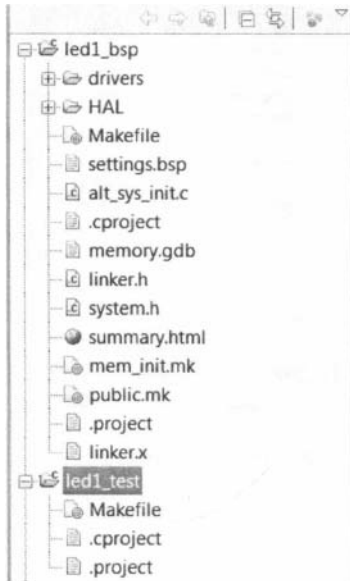 led1_bsp
drivers
HAL
Makefile
settings.bsp
alt_sys_init.c
.cproject
memory.gdb
linker.h
system.h
summary.html
mem_init.mk
public.mk
.project
linker.x
led1_test
Makefile
.cproject
.project